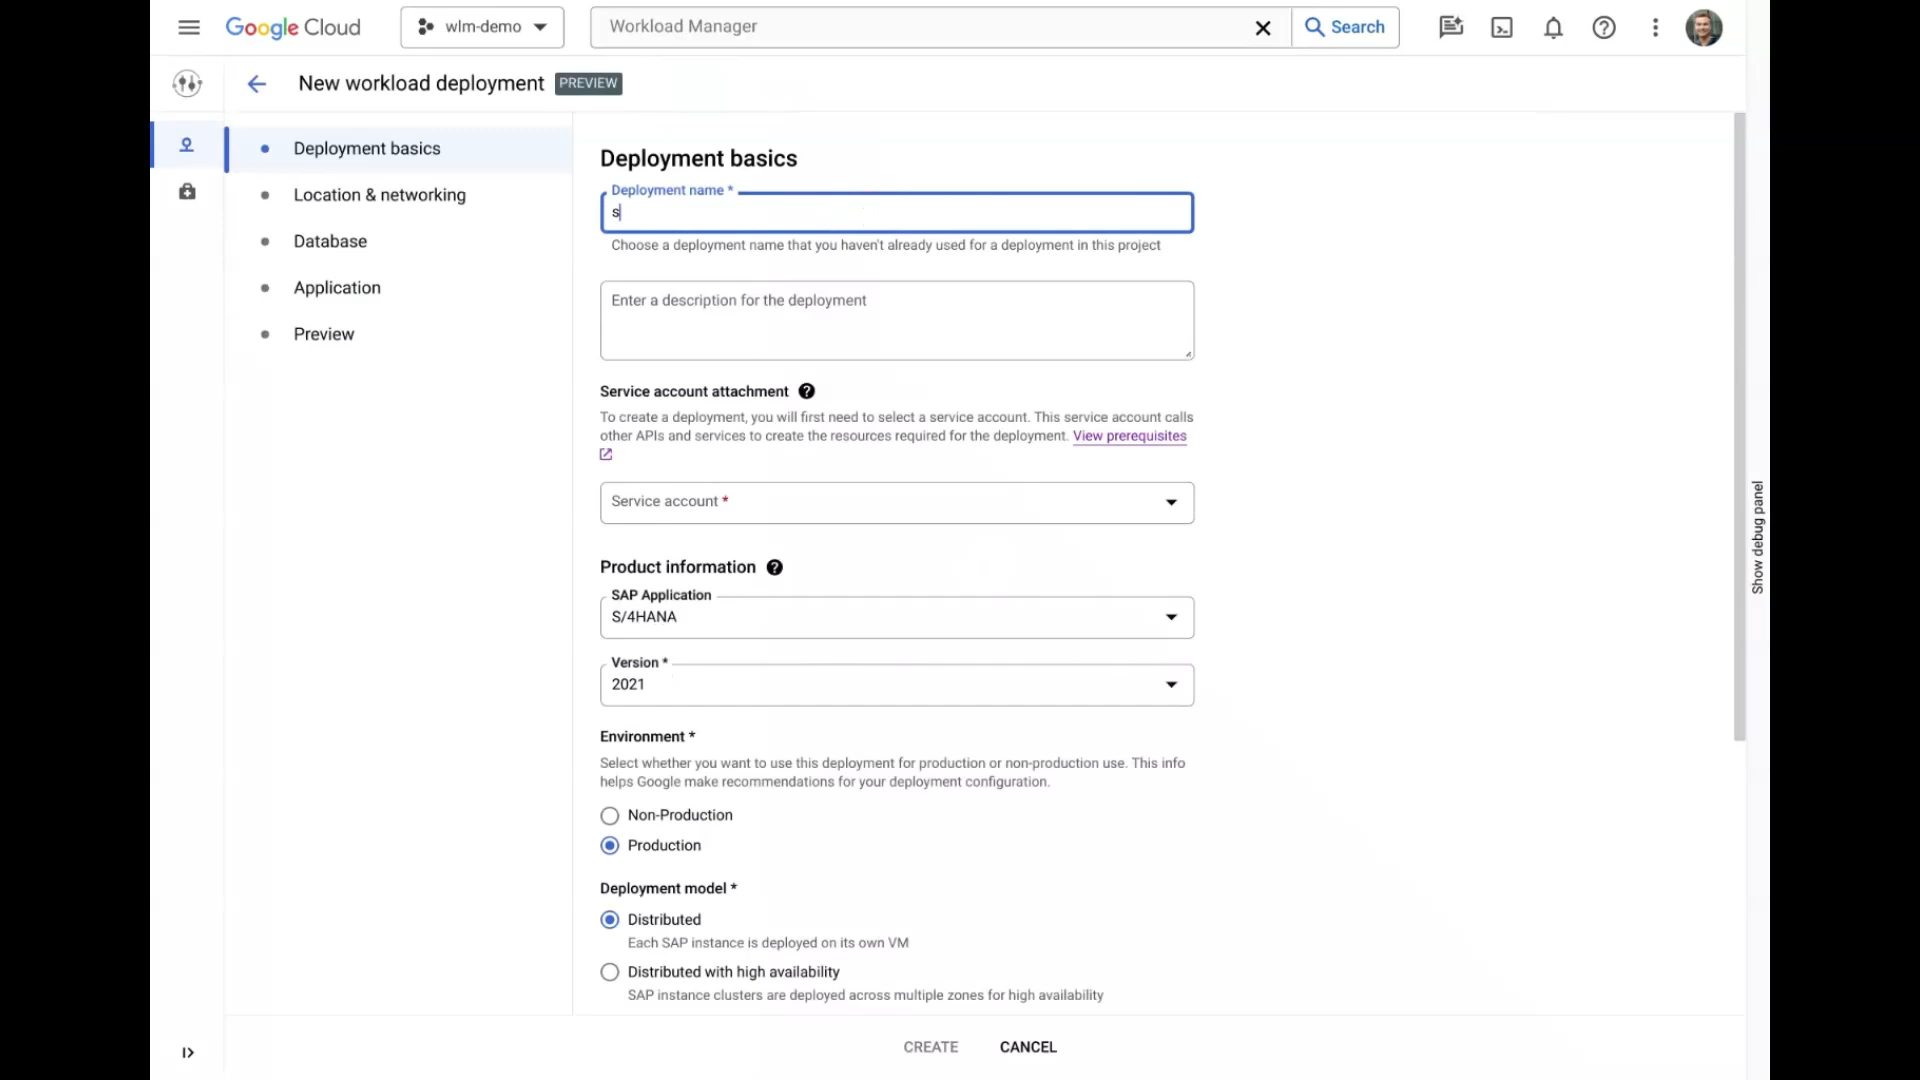 Google Cloud
wlm-demo
Workload Manager
Search
New workload deployment
PREVIEW
Deployment basics
Location & networking
Database
Application
Preview
Deployment basics
Deployment name *
s
Choose a deployment name that you haven't already used for a deployment in this project
Enter a description for the deployment
Service account attachment
To create a deployment, you will first need to select a service account. This service account calls
other APIs and services to create the resources required for the deployment. View prerequisites
Service account *
Product information
SAP Application
S/4HANA
Version *
2021
Environment *
Select whether you want to use this deployment for production or non-production use. This info
helps Google make recommendations for your deployment configuration.
Non-Production
Production
Deployment model *
Distributed
Each SAP instance is deployed on its own VM
Distributed with high availability
SAP instance clusters are deployed across multiple zones for high availability
CREATE
CANCEL
Show debug panel